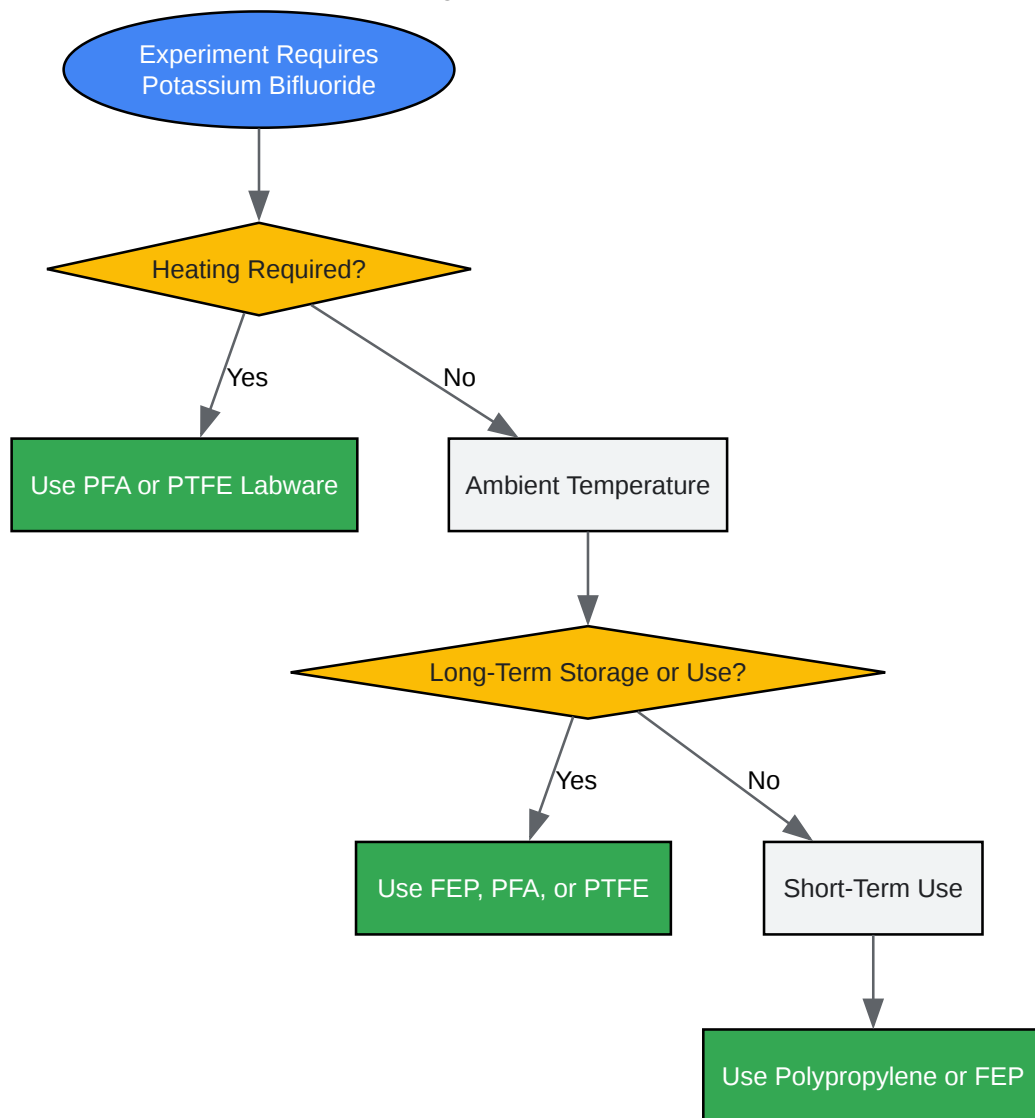 Experiment Requires
Potassium Bifluoride
Heating Required?
Yes
No
Use PFA or PTFE Labware
Ambient Temperature
Long-Term Storage or Use?
Yes
No
Use FEP, PFA, or PTFE
Short-Term Use
Use Polypropylene or FEP